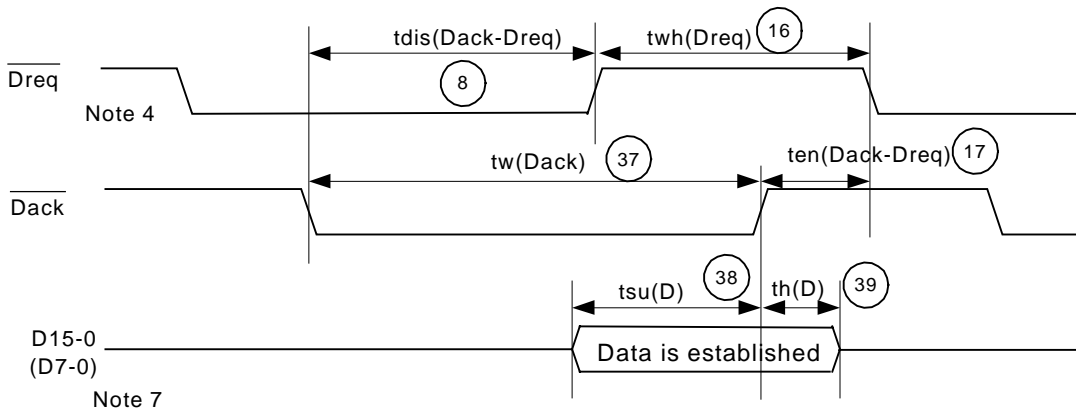 tdis(Dack-Dreq) twh(Dreq) 16
Dreq 8
Note 4
tw(Dack) 37 ten(Dack-Dreq) 17
Dack
tsu(D) 38 th(D) 39
D15-0
(D7-0) Data is established
Note 7